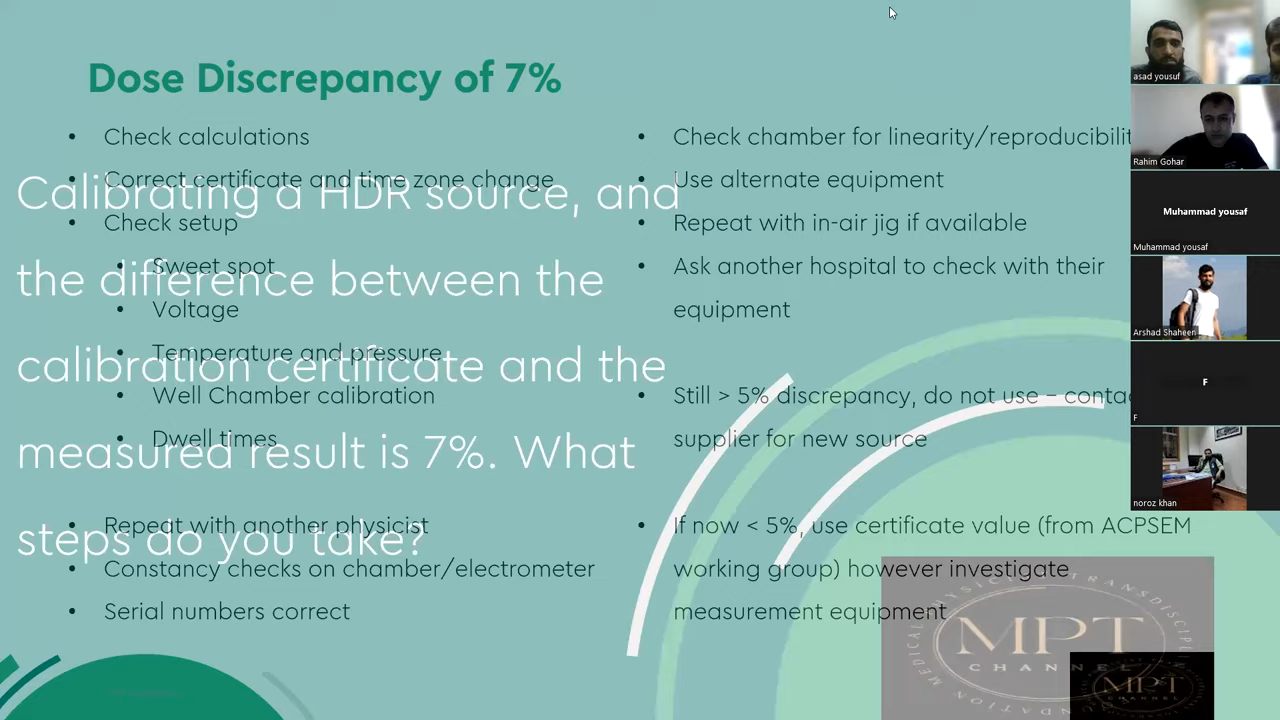 Dose Discrepancy of 7%
• Check calculations
• Correct certificate and time zone change
• Check setup
• Sweet spot
• Voltage
• Temperature and pressure
• Well Chamber calibration
• Dwell times
• Repeat with another physicist
• Constancy checks on chamber/electrometer
• Serial numbers correct
• Check chamber for linearity/reproducibilit
• Use alternate equipment
• Repeat with in-air jig if available
• Ask another hospital to check with their
equipment
• Still > 5% discrepancy, do not use – contac
supplier for new source
• If now < 5%, use certificate value (from ACPSEM
working group) however investigate
measurement equipment
Calibrating a HDR source, and
the difference between the
calibration certificate and the
measured result is 7%. What
steps do you take?
asad yousuf
Rahim Gohar
Muhammad yousaf
Muhammad yousaf
Arshad Shaheen
F
F
noroz khan
MPT
CHANNEL
MPT